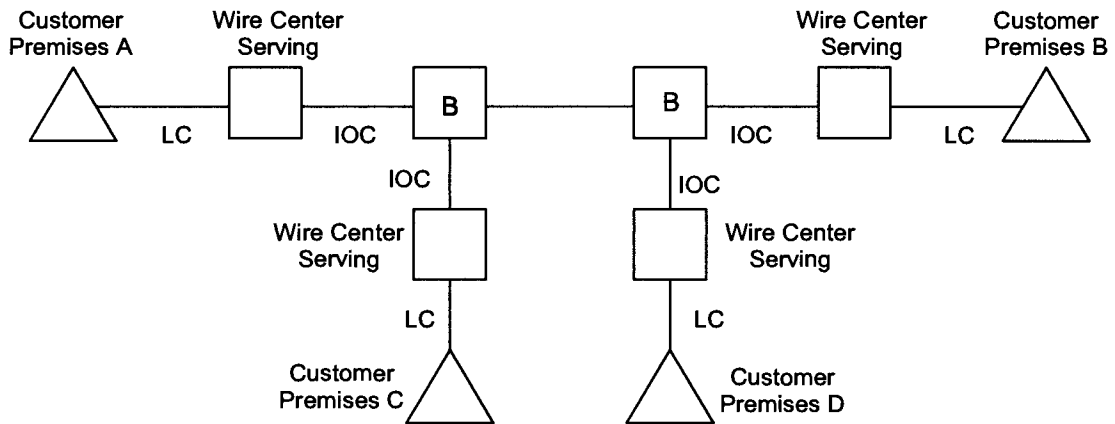 Customer
Premises A
Wire Center
Serving
Wire Center
Serving
Customer
Premises B
B
B
LC
IOC
IOC
LC
IOC
IOC
Wire Center
Serving
Wire Center
Serving
LC
LC
Customer
Premises C
Customer
Premises D